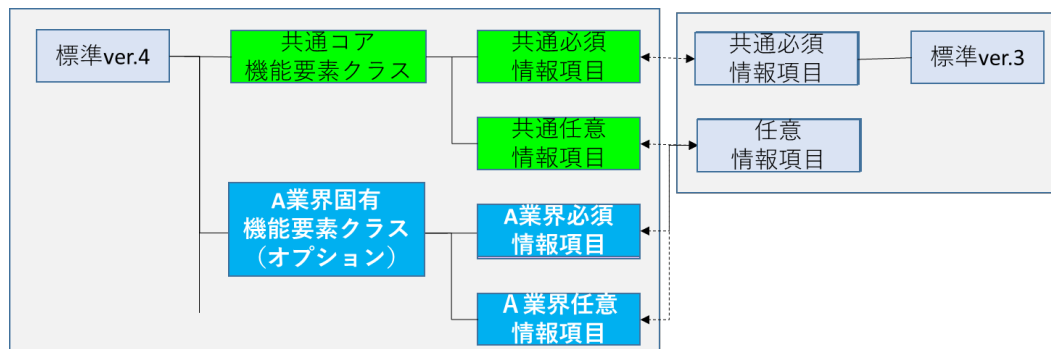 標準ver.4
共通コア
機能要素クラス
共通必須
情報項目
共通任意
情報項目
A業界固有
機能要素クラス
（オプション）
A業界必須
情報項目
Ａ業界任意
情報項目
共通必須
情報項目
標準ver.3
任意
情報項目